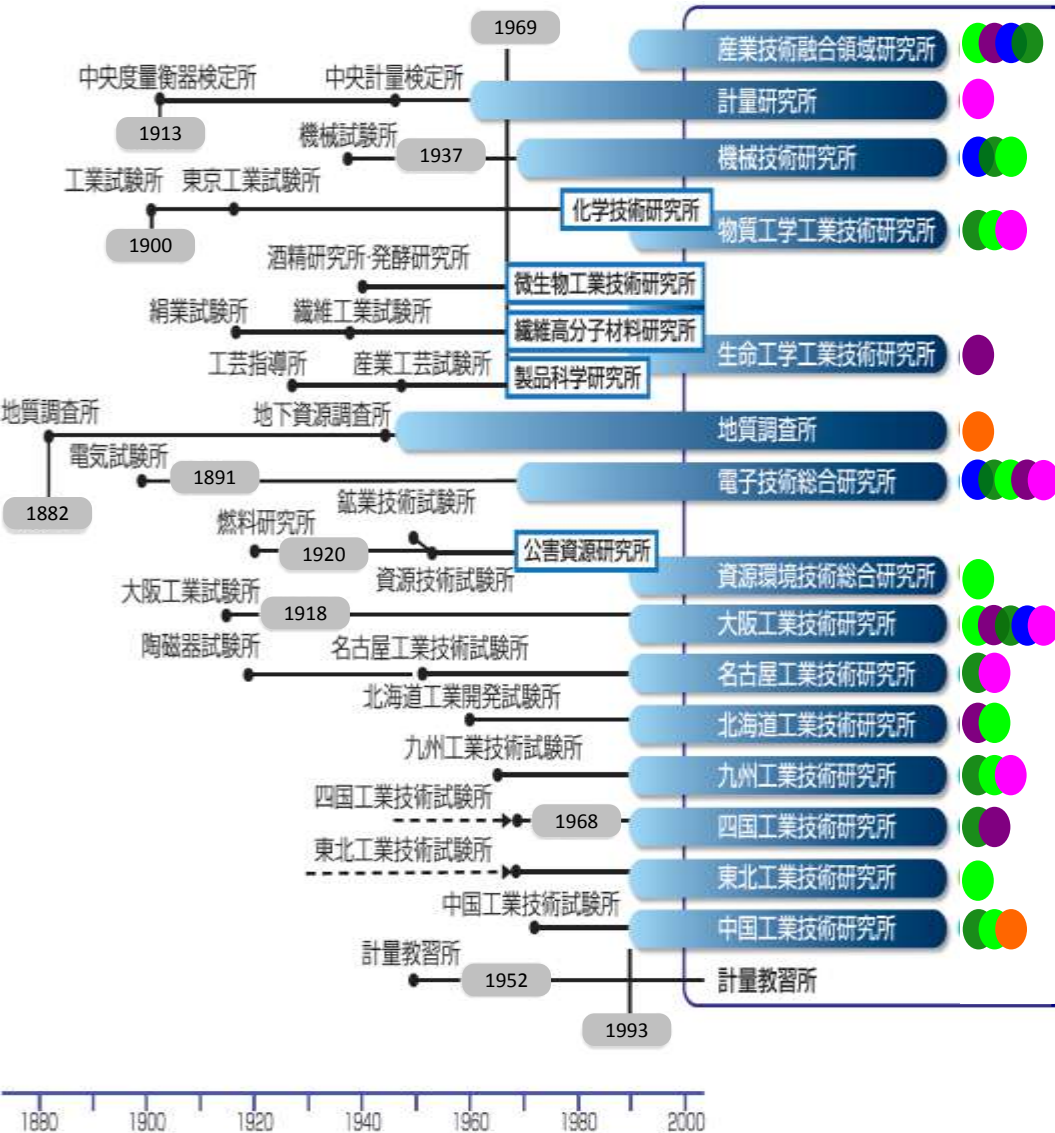 1969
産業技術融合領域研究所
中央度量衡器検定所
中央計量検定所
計量研究所
1913
機械試験所
1937
機械技術研究所
工業試験所
東京工業試験所
化学技術研究所
1900
物質工学工業技術研究所
酒精研究所・発酵研究所
微生物工業技術研究所
絹業試験所
繊維工業試験所
繊維高分子材料研究所
生命工学工業技術研究所
工芸指導所
産業工芸試験所
製品科学研究所
地質調査所
地下資源調査所
地質調査所
電気試験所
1891
電子技術総合研究所
1882
鉱業技術試験所
燃料研究所
1920
公害資源研究所
資源技術試験所
資源環境技術総合研究所
大阪工業試験所
1918
大阪工業技術研究所
陶磁器試験所
名古屋工業技術試験所
名古屋工業技術研究所
北海道工業開発試験所
北海道工業技術研究所
九州工業技術試験所
九州工業技術研究所
四国工業技術試験所
1968
四国工業技術研究所
東北工業技術試験所
東北工業技術研究所
中国工業技術試験所
中国工業技術研究所
計量教習所
1952
計量教習所
1993
1880 1900 1920 1940 1960 1980 2000